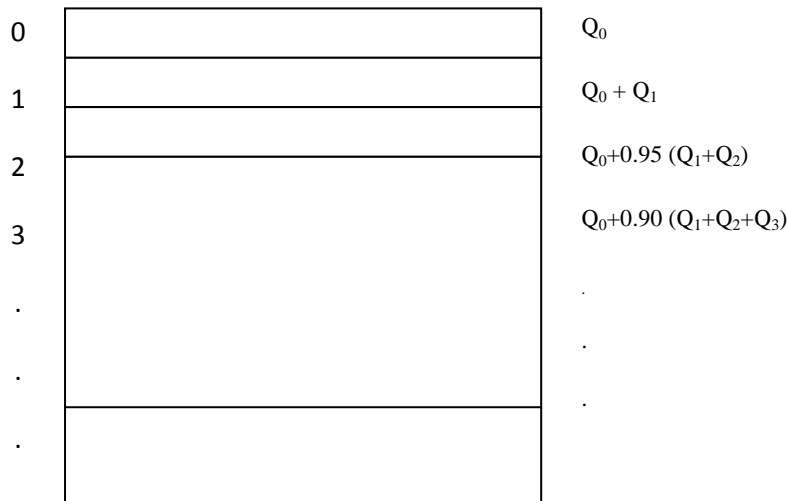 0 Q₀
1 Q₀ + Q₁
2 Q₀+0.95 (Q₁+Q₂)
3 Q₀+0.90 (Q₁+Q₂+Q₃)
. .
. .
. .